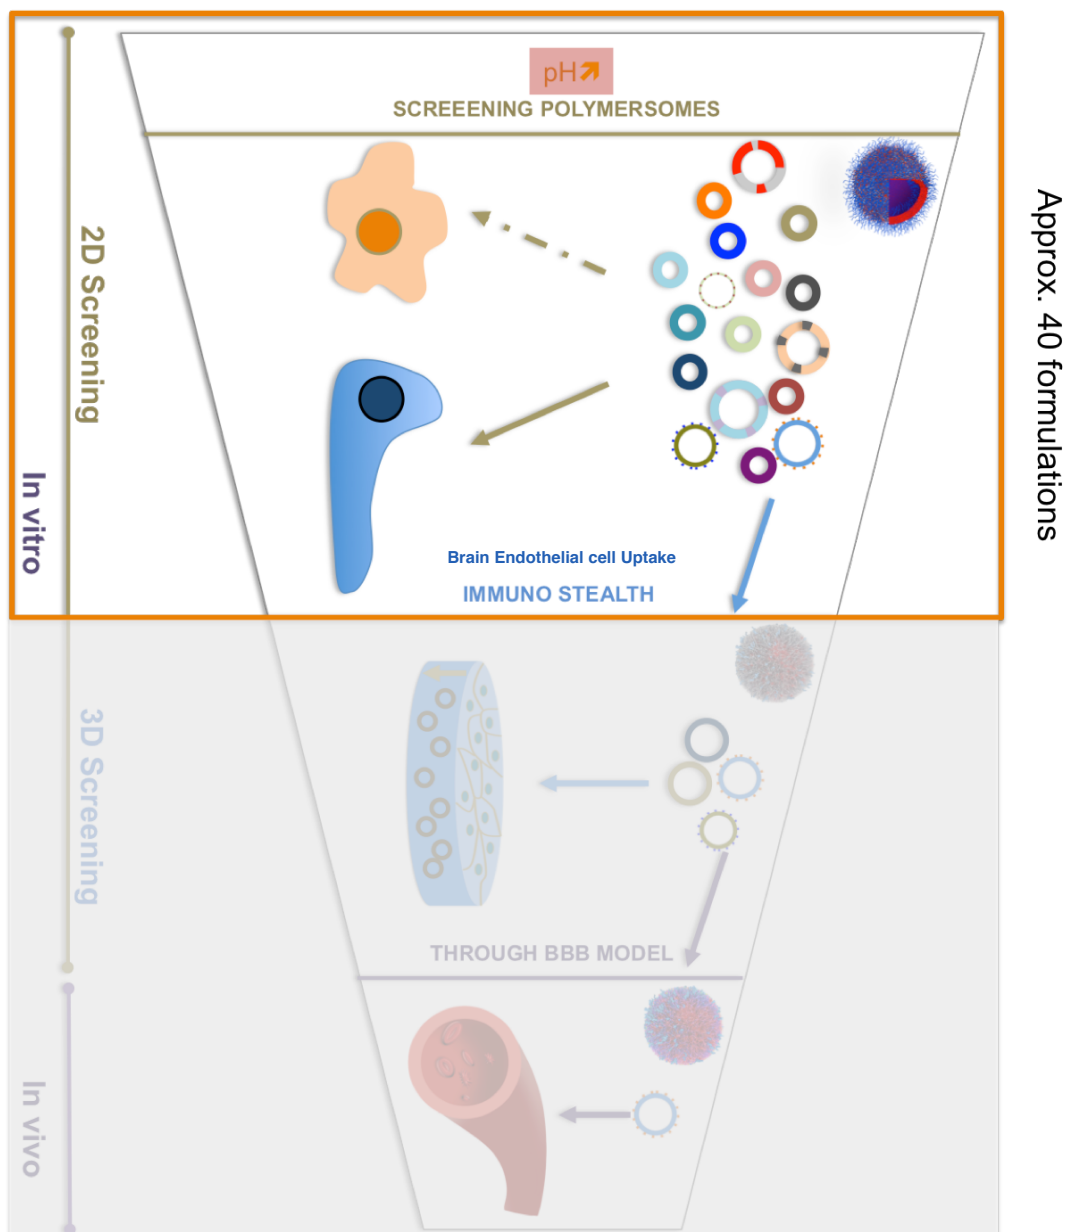 pH
SCREEENING POLYMERSOMES
2D Screening
In vitro
Approx. 40 formulations
Brain Endothelial cell Uptake
IMMUNO STEALTH
3D Screening
THROUGH BBB MODEL
In vivo